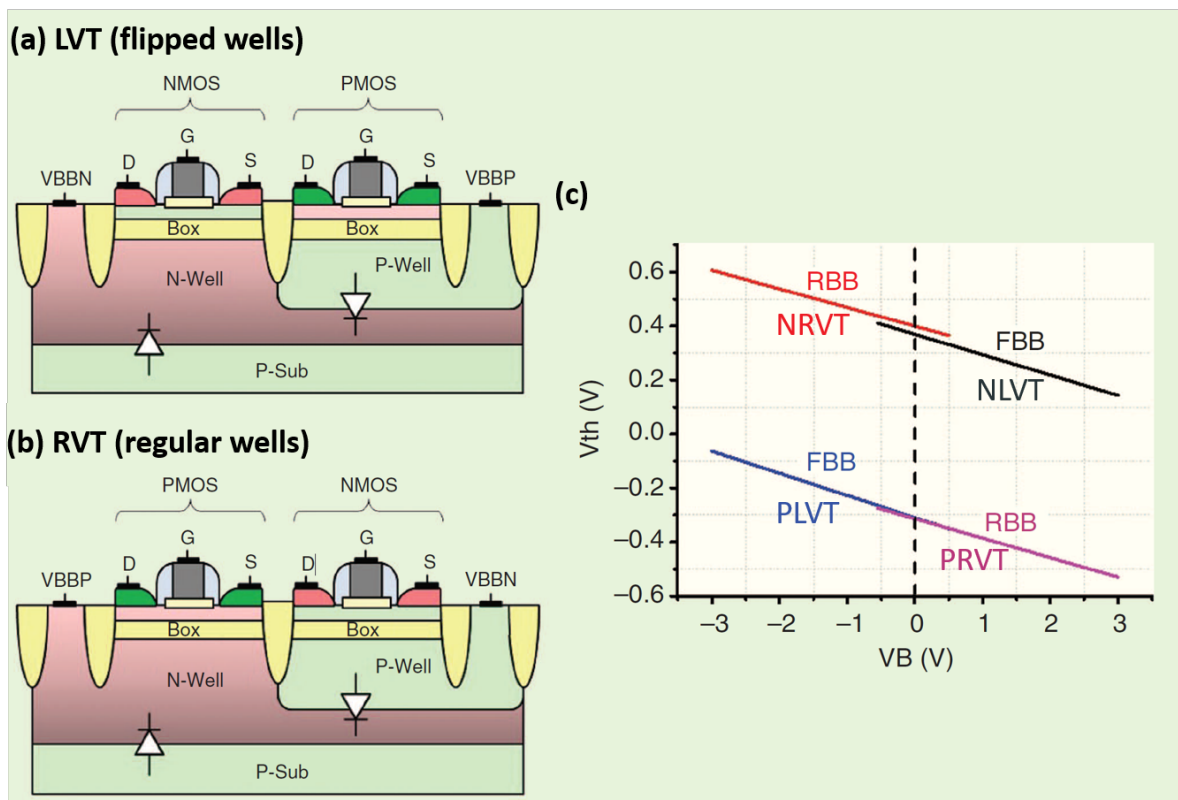 (a) LVT (flipped wells)
NMOS PMOS
G G
D S D S
VBBN VBBP
Box Box
N-Well P-Well
P-Sub
(b) RVT (regular wells)
PMOS NMOS
G G
D S D S
VBBP VBBN
Box Box
N-Well P-Well
P-Sub
(c)
Vth (V)
0.6
0.4
0.2
0.0
−0.2
−0.4
−0.6
RBB
NRVT
FBB
NLVT
FBB
PLVT
RBB
PRVT
−3 −2 −1 0 1 2 3
VB (V)